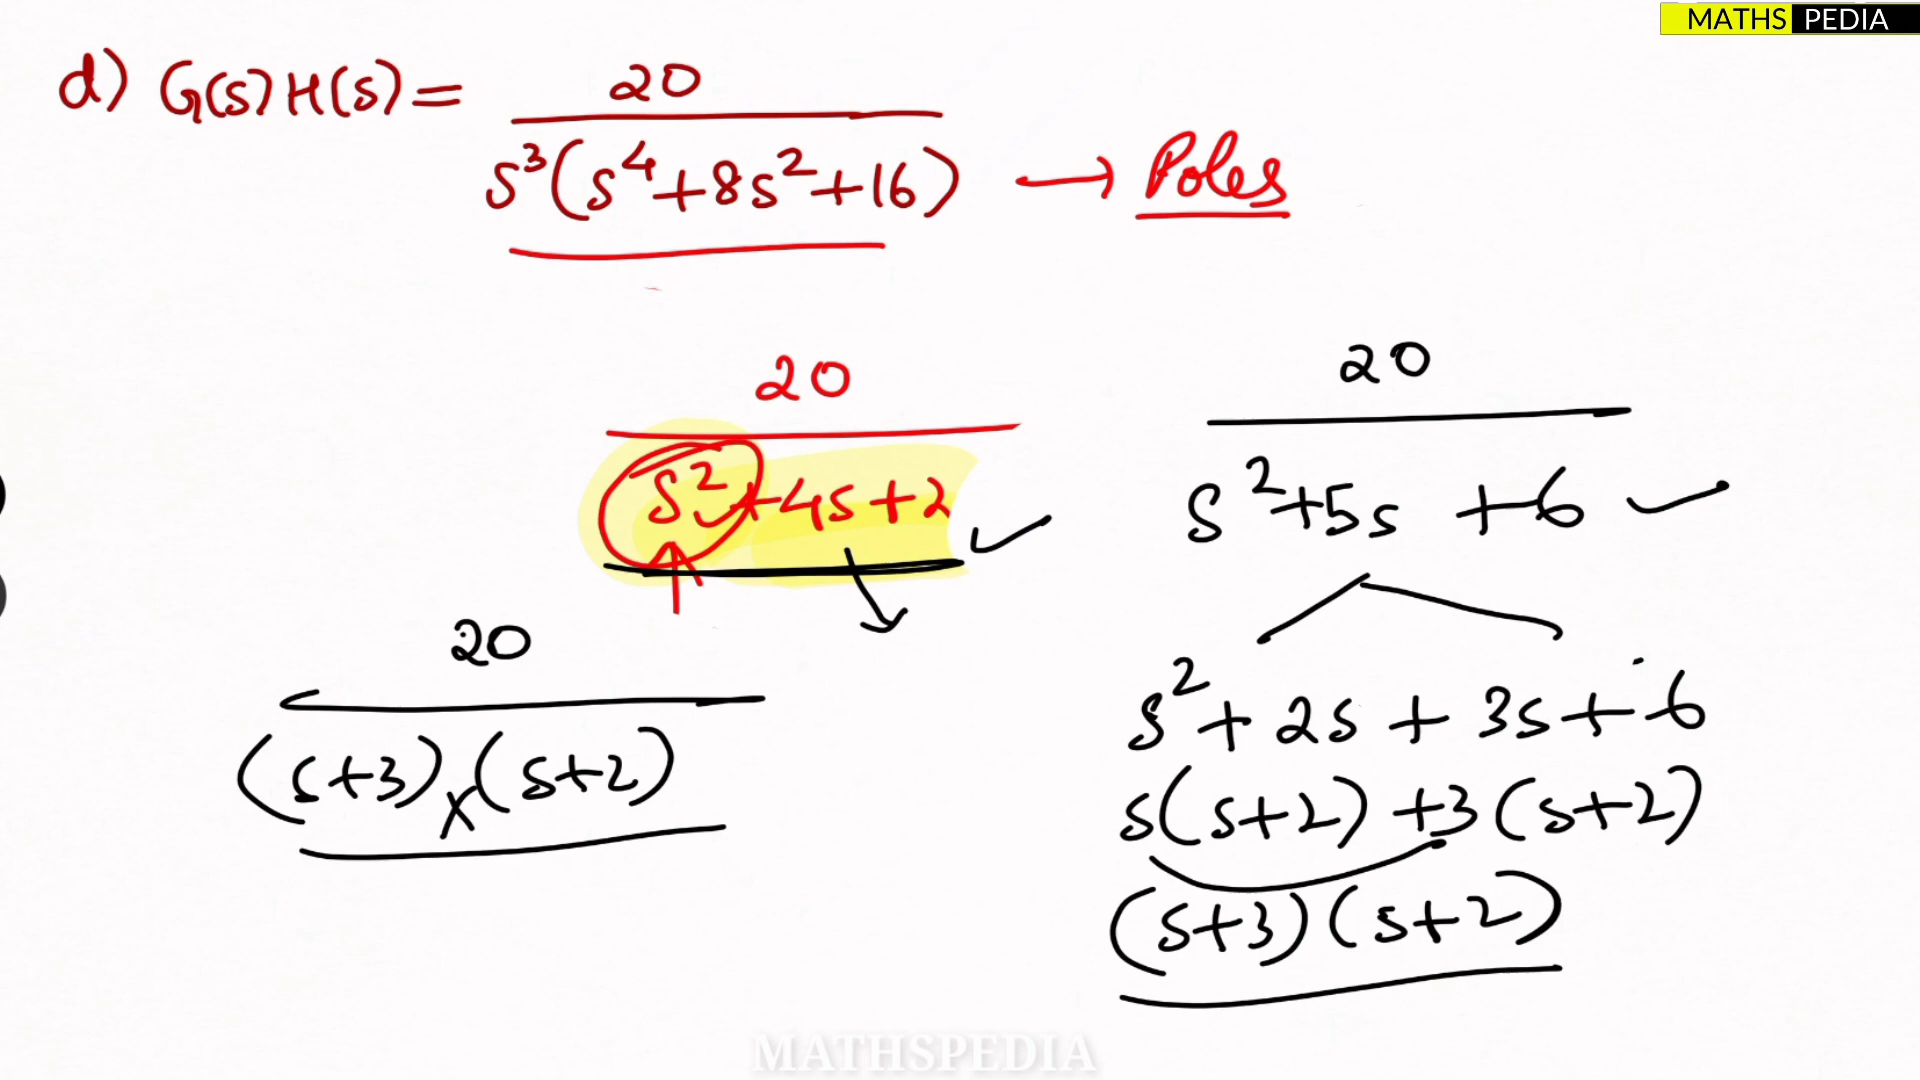 MATHS PEDIA
d) G(s)H(s) = 20
s³(s⁴+8s²+16) → Poles
20
s²+4s+2
20
s²+5s+6
20
(s+3)x(s+2)
s²+2s+3s+6
s(s+2)+3(s+2)
(s+3)(s+2)
MATHSPEDIA